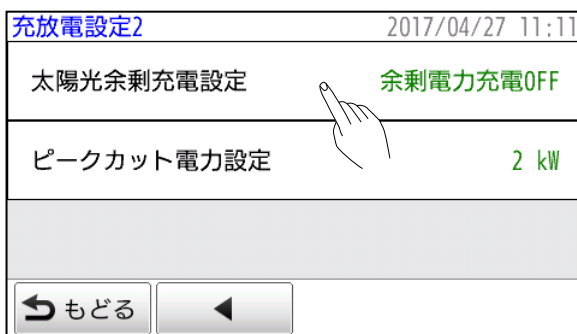 充放電設定2 2017/04/27 11:11
太陽光余剰充電設定 余剰電力充電OFF
ピークカット電力設定 2 kW
もどる